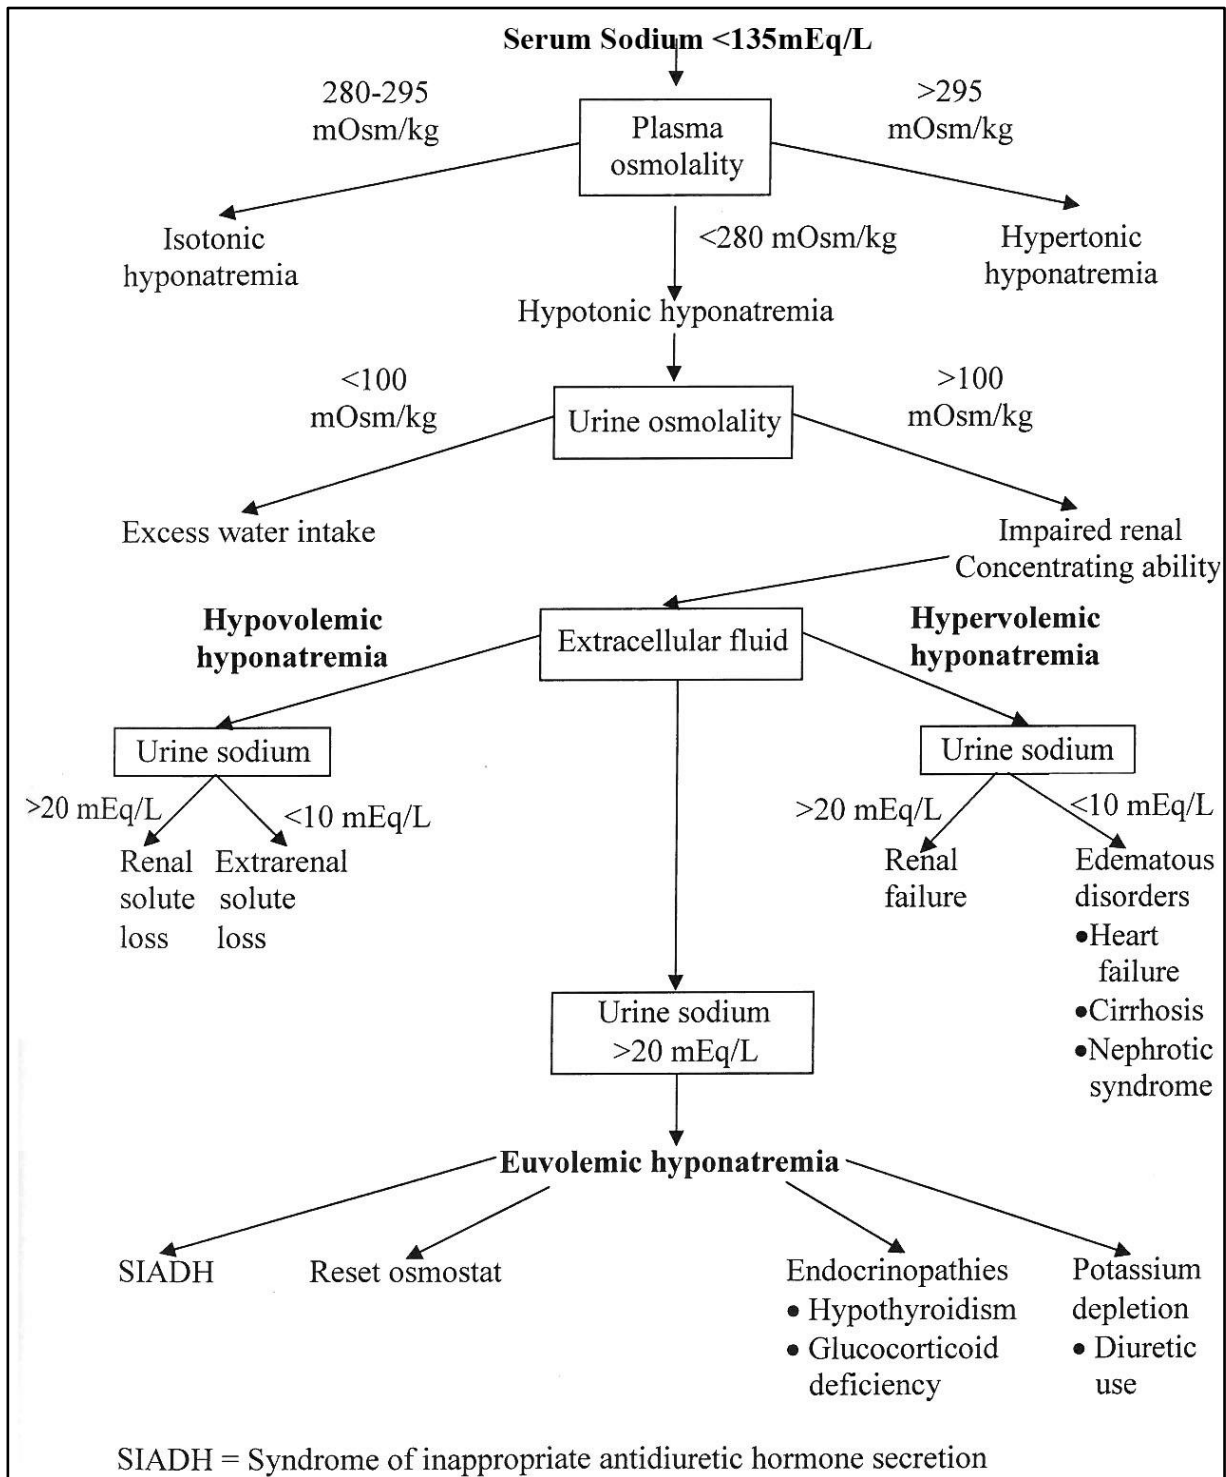 Serum Sodium <135mEq/L
280-295
mOsm/kg
>295
mOsm/kg
Plasma
osmolality
Isotonic
hyponatremia
<280 mOsm/kg
Hypertonic
hyponatremia
Hypotonic hyponatremia
<100
mOsm/kg
>100
mOsm/kg
Urine osmolality
Excess water intake
Impaired renal
Concentrating ability
Hypovolemic
hyponatremia
Extracellular fluid
Hypervolemic
hyponatremia
Urine sodium
>20 mEq/L
<10 mEq/L
Renal
solute
loss
Extrarenal
solute
loss
Urine sodium
>20 mEq/L
<10 mEq/L
Renal
failure
Edematous
disorders
•Heart
failure
•Cirrhosis
•Nephrotic
syndrome
Urine sodium
>20 mEq/L
Euvolemic hyponatremia
SIADH
Reset osmostat
Endocrinopathies
• Hypothyroidism
• Glucocorticoid
deficiency
Potassium
depletion
• Diuretic
use
SIADH = Syndrome of inappropriate antidiuretic hormone secretion